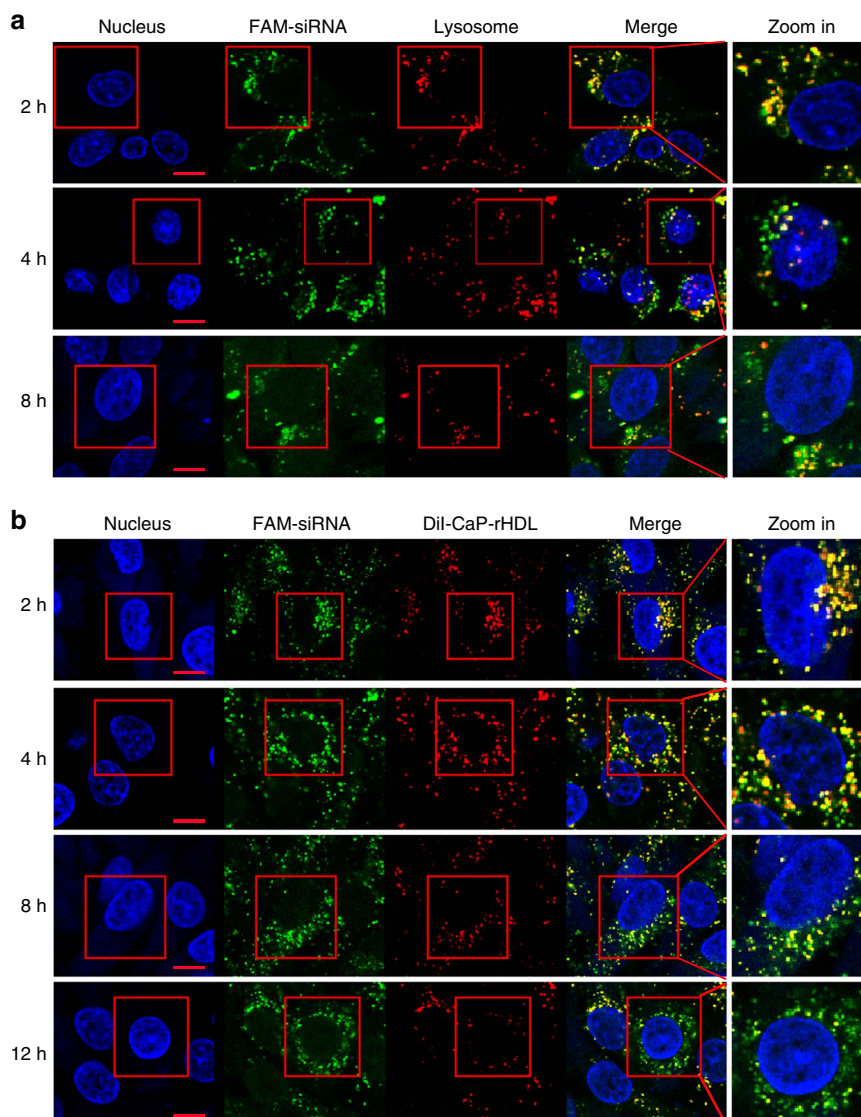 a
Nucleus FAM-siRNA Lysosome Merge Zoom in
2 h
4 h
8 h
b
Nucleus FAM-siRNA DiI-CaP-rHDL Merge Zoom in
2 h
4 h
8 h
12 h